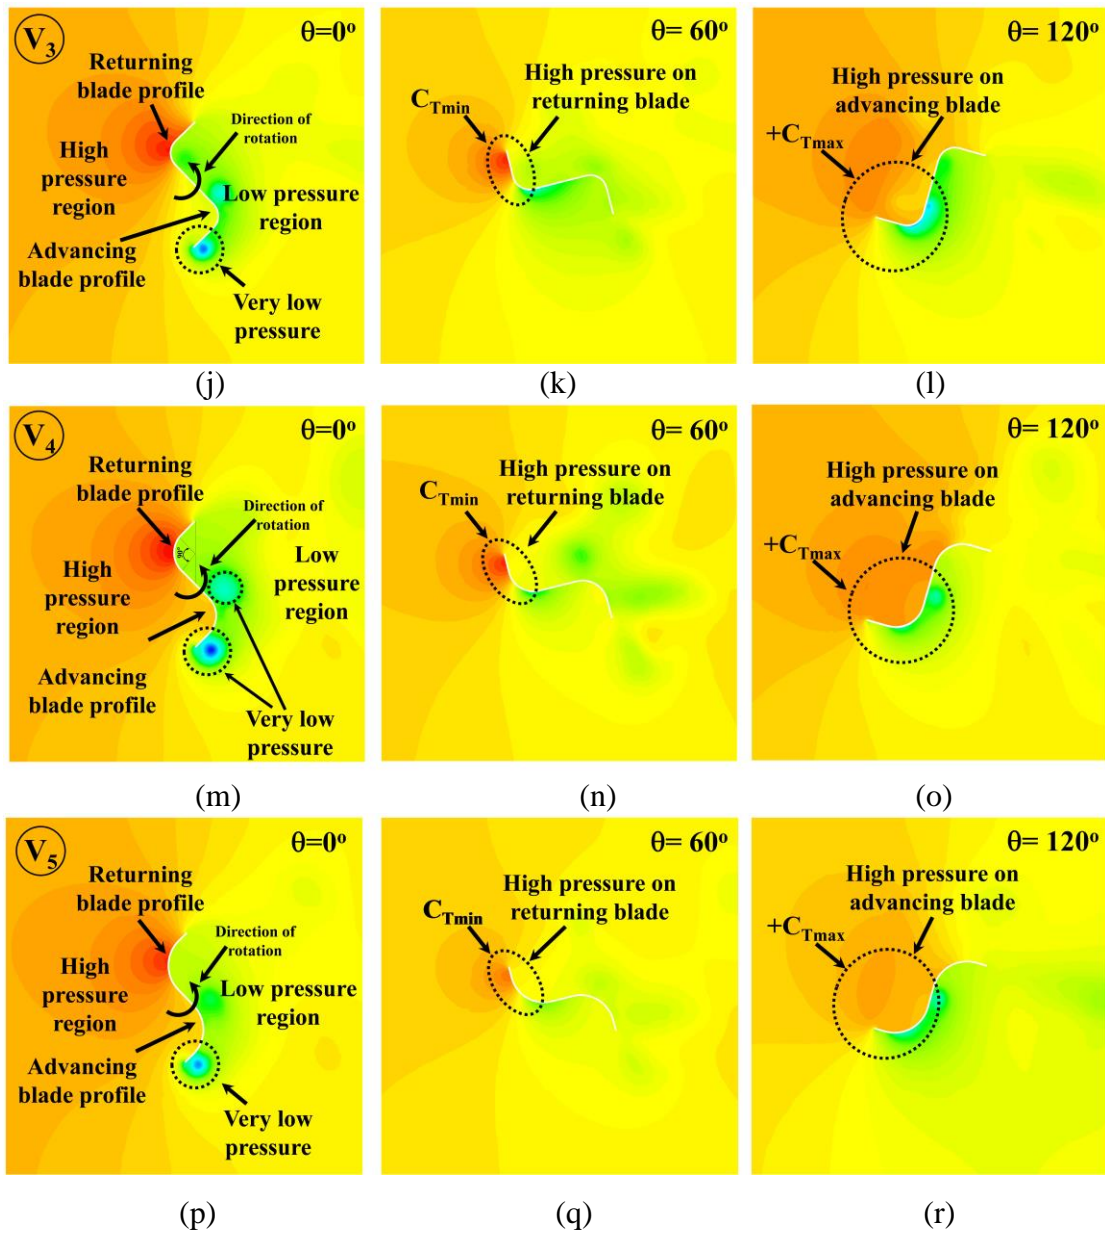 V3
θ=0°
Returning
blade profile
Direction of
rotation
High
pressure
region
Low pressure
region
Advancing
blade profile
Very low
pressure
θ= 60°
High pressure on
returning blade
CTmin
θ= 120°
High pressure on
advancing blade
+CTmax
(j)
(k)
(l)
V4
θ=0°
Returning
blade profile
Direction of
rotation
90°
High
pressure
region
Low
pressure
region
Advancing
blade profile
Very low
pressure
θ= 60°
High pressure on
returning blade
CTmin
θ= 120°
High pressure on
advancing blade
+CTmax
(m)
(n)
(o)
V5
θ=0°
Returning
blade profile
Direction of
rotation
High
pressure
region
Low pressure
region
Advancing
blade profile
Very low
pressure
θ= 60°
High pressure on
returning blade
CTmin
θ= 120°
High pressure on
advancing blade
+CTmax
(p)
(q)
(r)